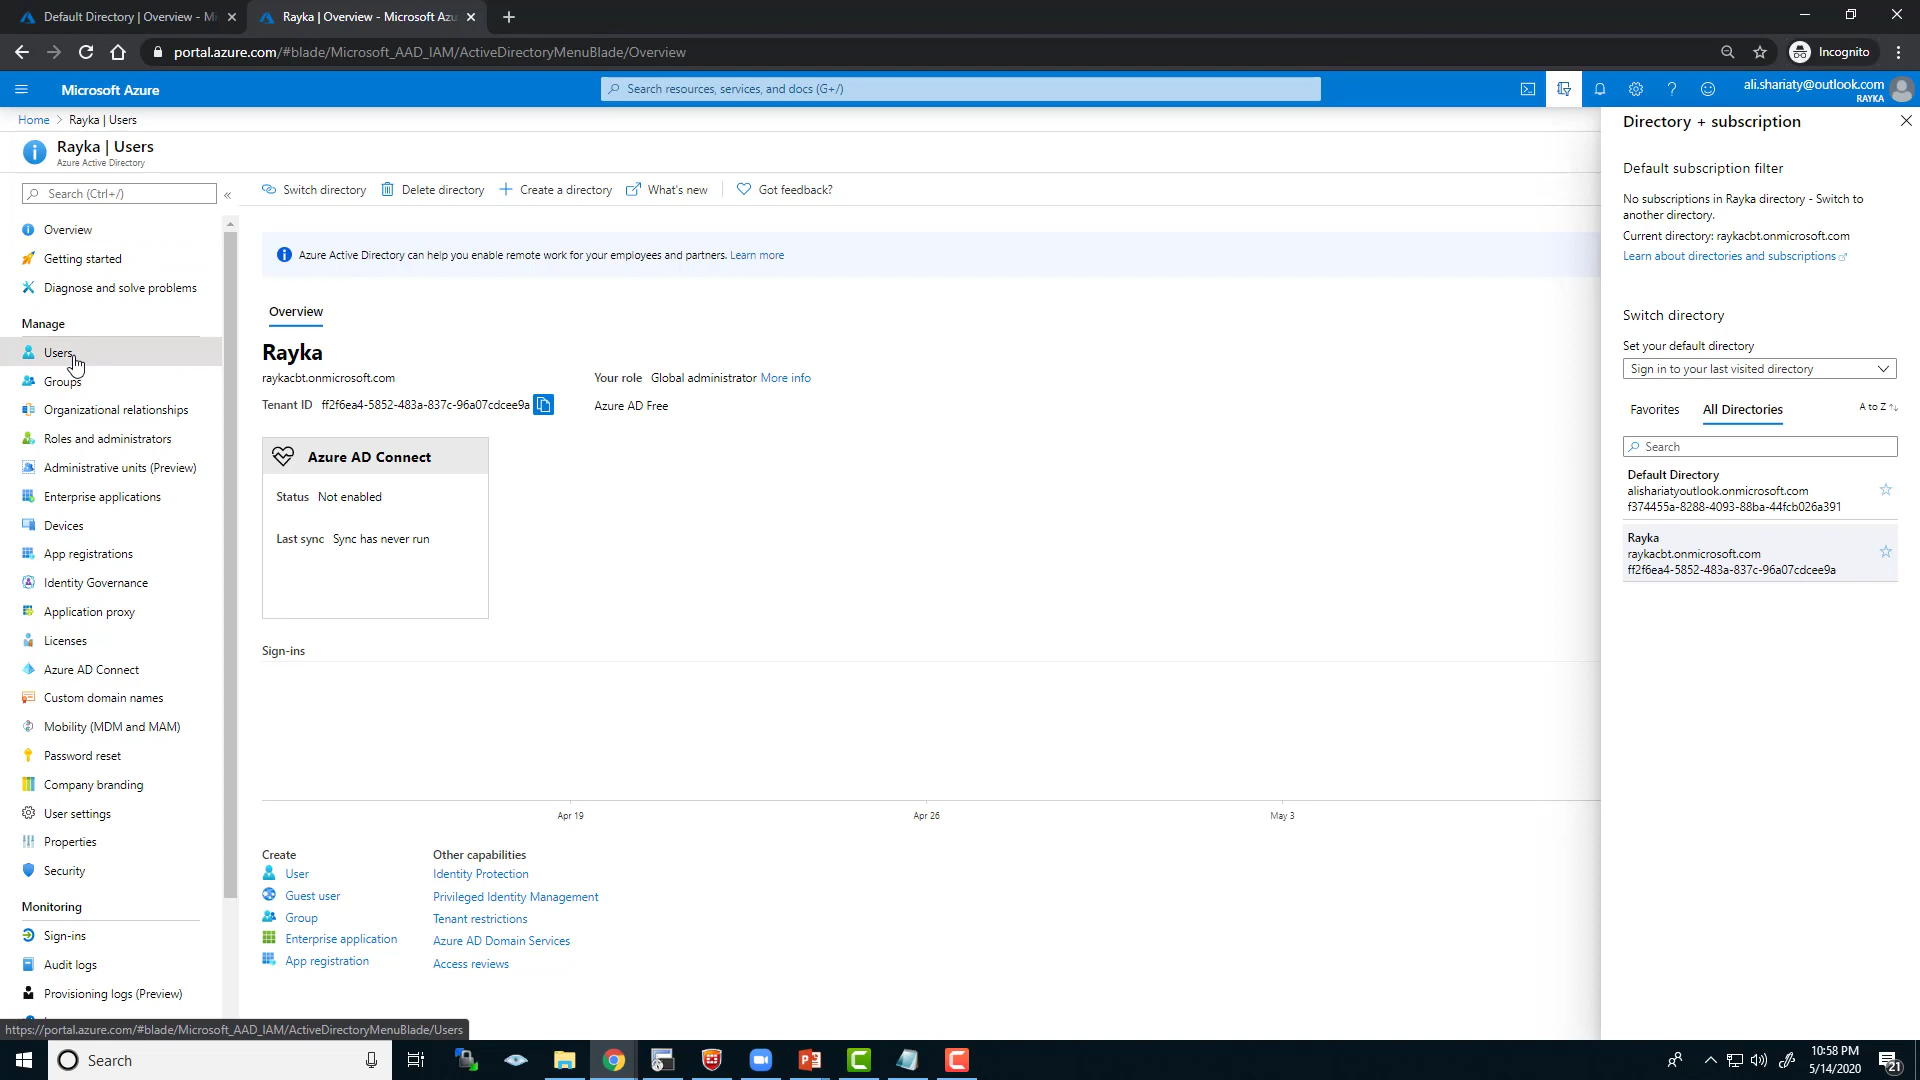 Default Directory | Overview - Mi
Rayka | Overview - Microsoft Azu
portal.azure.com/#blade/Microsoft_AAD_IAM/ActiveDirectoryMenuBlade/Overview
Incognito
Microsoft Azure
Search resources, services, and docs (G+/)
ali.shariaty@outlook.com
RAYKA
Home > Rayka | Users
Rayka | Users
Azure Active Directory
Search (Ctrl+/)
«
Overview
Getting started
Diagnose and solve problems
Manage
Users
Groups
Organizational relationships
Roles and administrators
Administrative units (Preview)
Enterprise applications
Devices
App registrations
Identity Governance
Application proxy
Licenses
Azure AD Connect
Custom domain names
Mobility (MDM and MAM)
Password reset
Company branding
User settings
Properties
Security
Monitoring
Sign-ins
Audit logs
Provisioning logs (Preview)
https://portal.azure.com/#blade/Microsoft_AAD_IAM/ActiveDirectoryMenuBlade/Users
Switch directory
Delete directory
Create a directory
What's new
Got feedback?
Azure Active Directory can help you enable remote work for your employees and partners. Learn more
Overview
Rayka
raykacbt.onmicrosoft.com
Tenant ID ff2f6ea4-5852-483a-837c-96a07cdcee9a
Your role Global administrator More info
Azure AD Free
Azure AD Connect
Status Not enabled
Last sync Sync has never run
Sign-ins
Apr 19
Apr 26
May 3
Create
User
Guest user
Group
Enterprise application
App registration
Other capabilities
Identity Protection
Privileged Identity Management
Tenant restrictions
Azure AD Domain Services
Access reviews
Directory + subscription
Default subscription filter
No subscriptions in Rayka directory - Switch to
another directory.
Current directory: raykacbt.onmicrosoft.com
Learn about directories and subscriptions
Switch directory
Set your default directory
Sign in to your last visited directory
Favorites
All Directories
A to Z
Search
Default Directory
alishariatyoutlook.onmicrosoft.com
f374455a-8288-4093-88ba-44fcb026a391
Rayka
raykacbt.onmicrosoft.com
ff2f6ea4-5852-483a-837c-96a07cdcee9a
Search
10:58 PM
5/14/2020
21